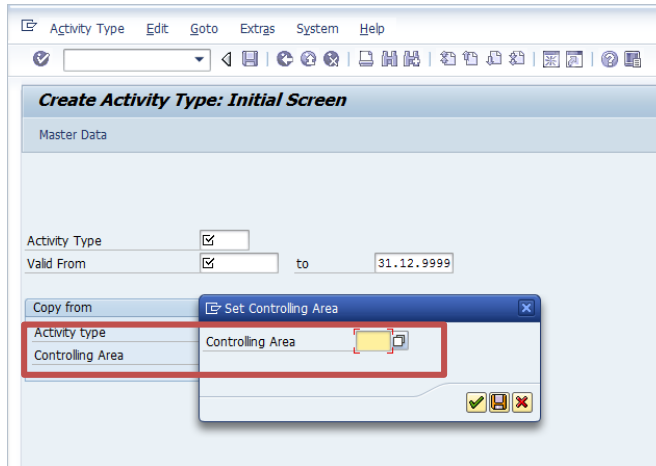 Activity Type Edit Goto Extras System Help
Create Activity Type: Initial Screen
Master Data
Activity Type
Valid From to 31.12.9999
Copy from
Activity type
Controlling Area
Set Controlling Area
Controlling Area